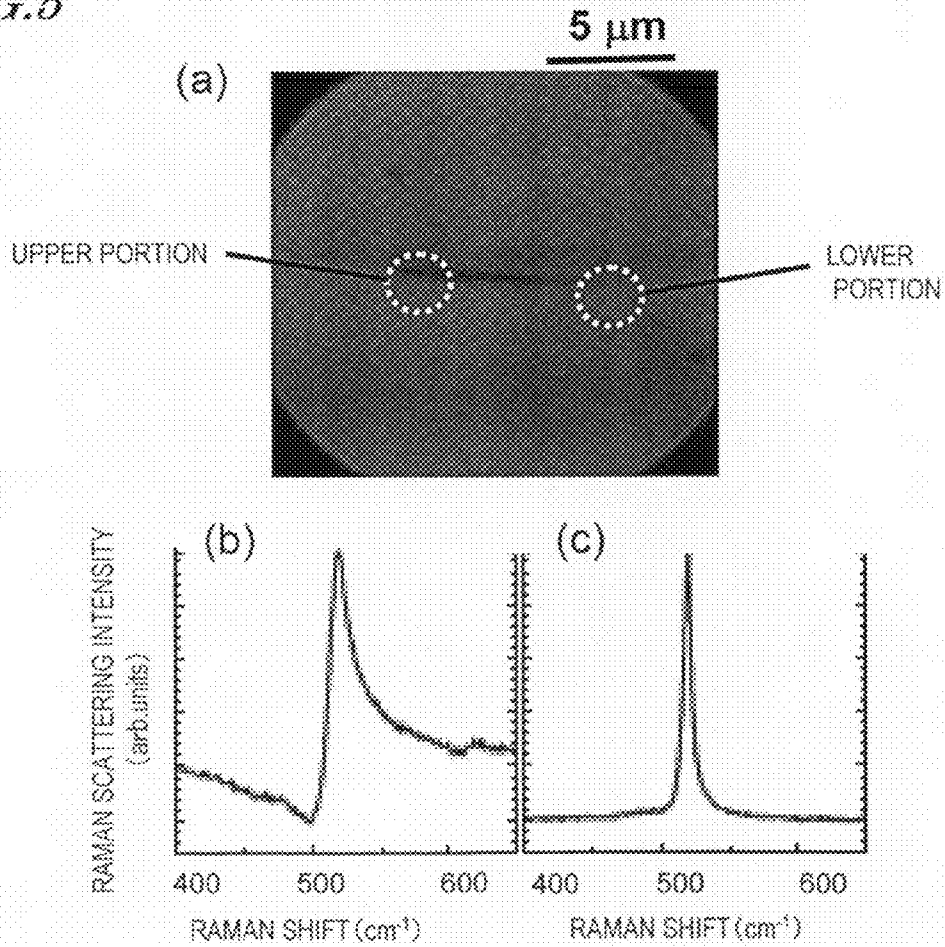 5 μm
(a)
UPPER PORTION
LOWER
PORTION
(b)
(c)
RAMAN SCATTERING INTENSITY
(arb.units)
400 500 600
400 500 600
RAMAN SHIFT (cm⁻¹)
RAMAN SHIFT (cm⁻¹)